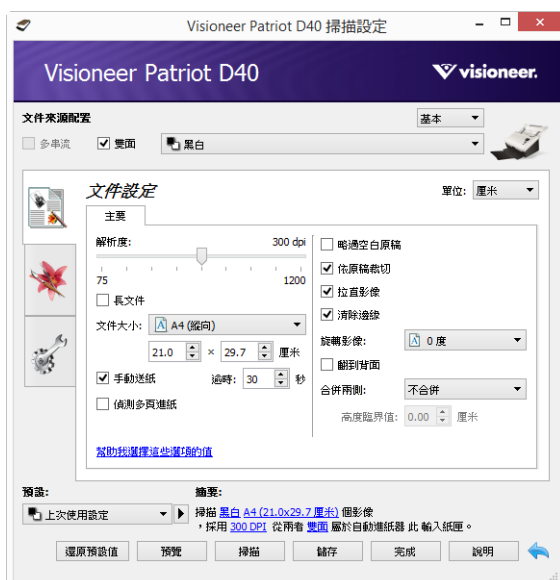 Visioneer Patriot D40 掃描設定
Visioneer Patriot D40
visioneer.
文件來源配置
基本
多串流
雙面
黑白
文件設定
單位: 厘米
主要
解析度: 300 dpi
75 1200
長文件
文件大小: A4 (縱向)
21.0 × 29.7 厘米
手動送紙 逾時: 30 秒
偵測多頁進紙
略過空白原稿
依原稿裁切
拉直影像
清除邊緣
旋轉影像: 0 度
翻到背面
合併兩側: 不合併
高度臨界值: 0.00 厘米
幫助我選擇這些選項的值
預設:
上次使用設定
摘要:
掃描 黑白 A4 (21.0x29.7 厘米) 個影像
，採用 300 DPI 從兩者 雙面 屬於自動進紙器 此 輸入紙匣。
還原預設值 預覽 掃描 儲存 完成 說明